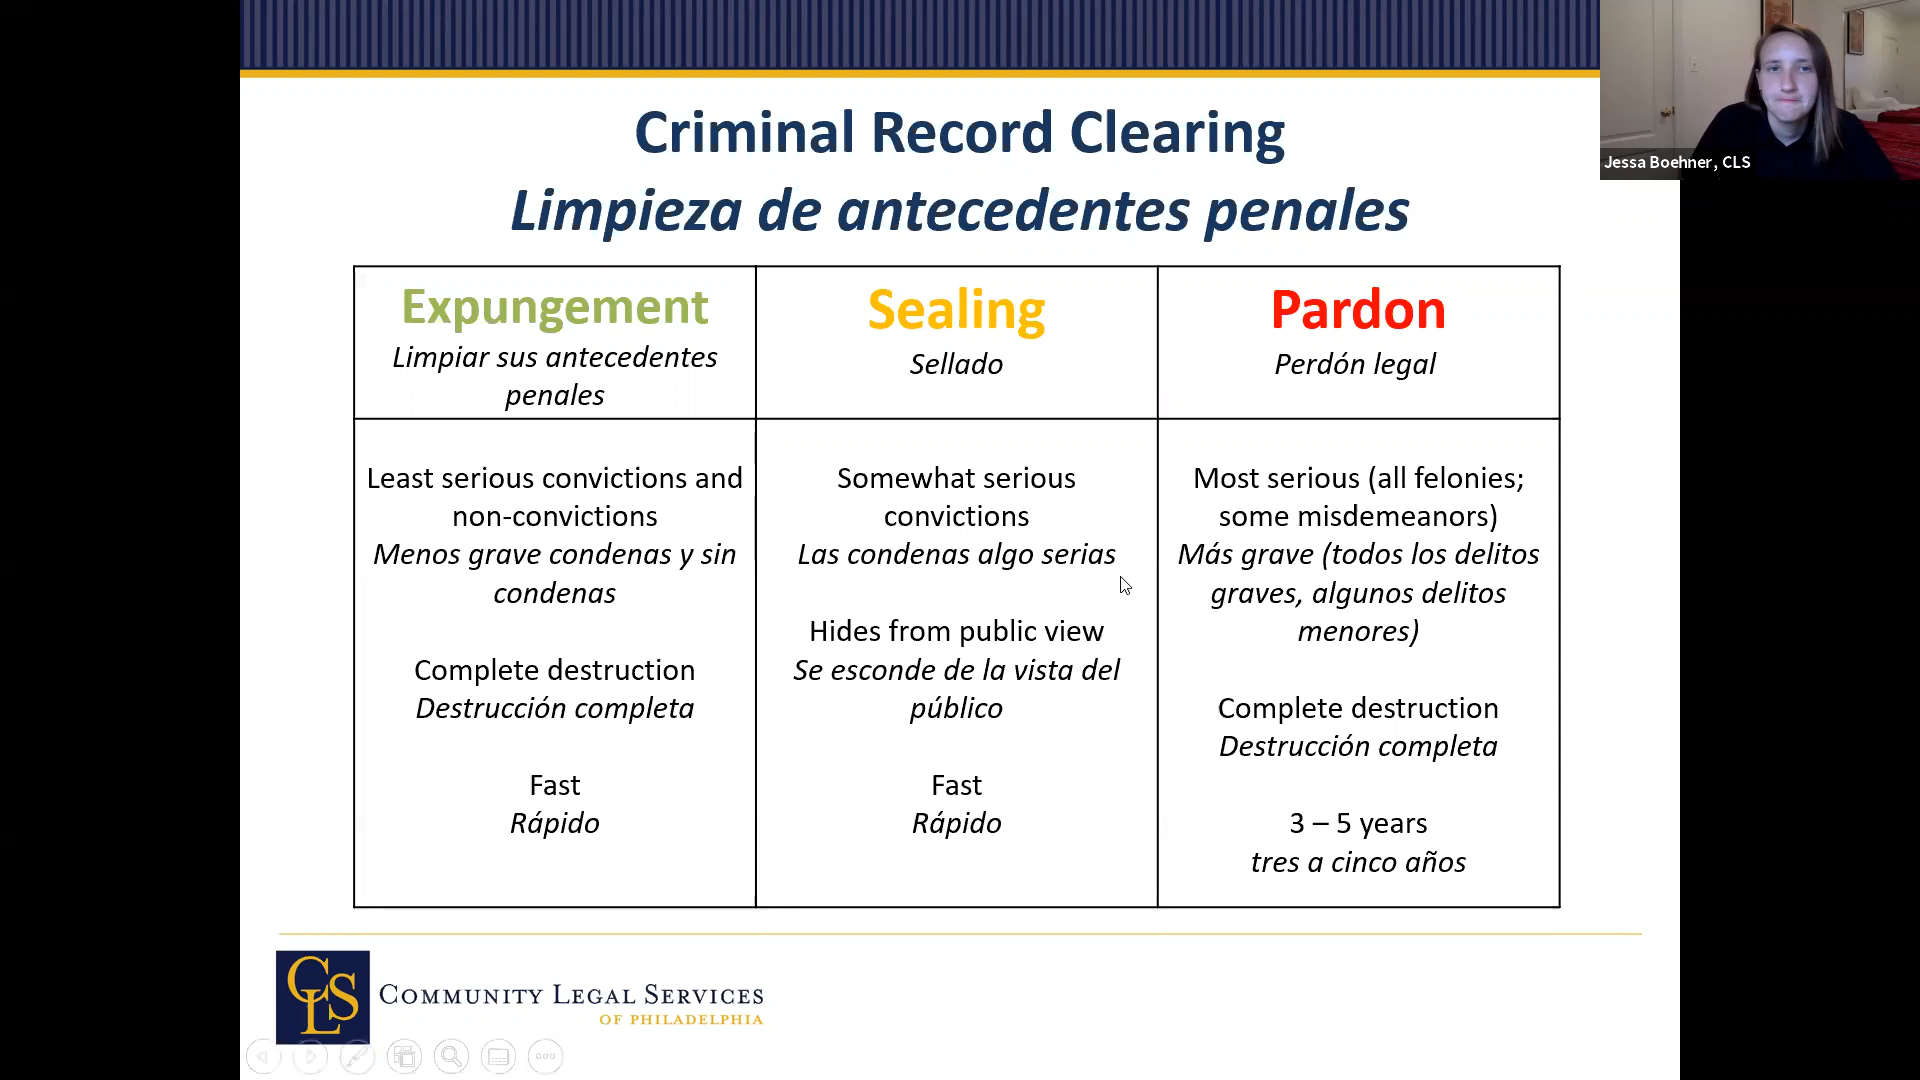 Criminal Record Clearing
Limpieza de antecedentes penales
Jessa Boehner, CLS
Expungement
Limpiar sus antecedentes
penales
Sealing
Sellado
Pardon
Perdón legal
Least serious convictions and
non-convictions
Menos grave condenas y sin
condenas
Complete destruction
Destrucción completa
Fast
Rápido
Somewhat serious
convictions
Las condenas algo serias
Hides from public view
Se esconde de la vista del
público
Fast
Rápido
Most serious (all felonies;
some misdemeanors)
Más grave (todos los delitos
graves, algunos delitos
menores)
Complete destruction
Destrucción completa
3 – 5 years
tres a cinco años
CLS
COMMUNITY LEGAL SERVICES
OF PHILADELPHIA